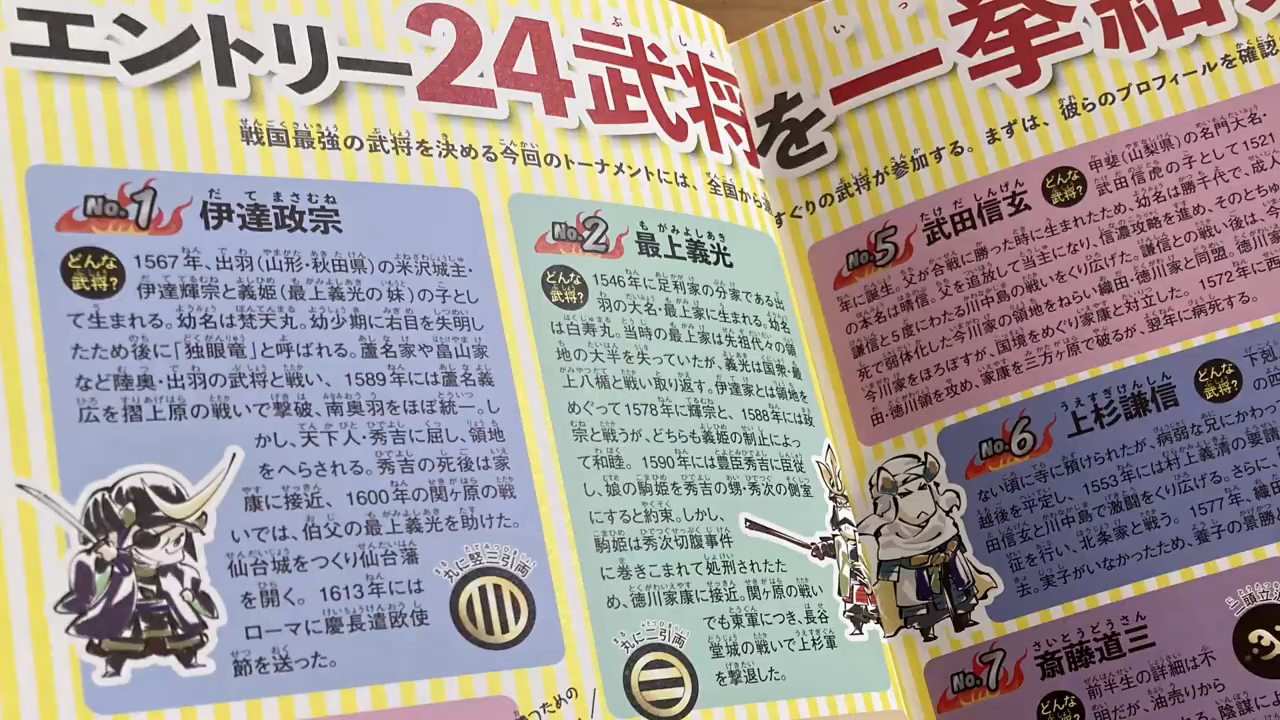 エントリー24武将を一挙紹
戦国最強の武将を決める今回のトーナメントには、全国から
すぐりの武将が参加する。まずは、彼らのプロフィールを確認
No.1 伊達政宗
どんな武将?
1567年、出羽(山形・秋田県)の米沢城主・
伊達輝宗と義姫(最上義光の妹)の子とし
て生まれる。幼名は梵天丸。幼少期に右目を失明し
たため後に「独眼竜」と呼ばれる。蘆名家や畠山家
など陸奥・出羽の武将と戦い、1589年には蘆名義
広を摺上原の戦いで撃破、南奥羽をほぼ統一。し
かし、天下人・秀吉に屈し、領地
をへらされる。秀吉の死後は家
康に接近、1600年の関ヶ原の戦
いでは、伯父の最上義光を助けた。
仙台城をつくり仙台藩
を開く。1613年には
ローマに慶長遣欧使
節を送った。
丸に竪三引両
No.2 最上義光
どんな武将?
1546年に足利家の分家である出
羽の大名・最上家に生まれる。幼名
は白寿丸。当時の最上家は先祖代々の領
地の大半を失っていたが、義光は国衆・最
上八楯と戦い取り返す。伊達家とは領地を
めぐって1578年に輝宗と、1588年には政
宗と戦うが、どちらも義姫の制止によっ
て和睦。1590年には豊臣秀吉に臣従
し、娘の駒姫を秀吉の甥・秀次の側室
にすると約束。しかし、
駒姫は秀次切腹事件
に巻きこまれて処刑されたた
め、徳川家康に接近。関ヶ原の戦い
でも東軍につき、長谷
堂城の戦いで上杉軍
を撃退した。
丸に二引両
つための
No.5 武田信玄
どんな武将?
甲斐(山梨県)の名門大名・
武田信虎の子として1521
年に誕生。父が合戦に勝った時に生まれたため、幼名は勝千代で、成人
の本名は晴信。父を追放して当主になり、信濃攻略を進め、そのとちゅ
謙信と5度にわたる川中島の戦いをくり広げた。謙信との戦い後は、今
死で弱体化した今川家の領地をねらい織田・徳川家と同盟。徳川家
今川家をほろぼすが、国境をめぐり家康と対立した。1572年に西
田・徳川領を攻め、家康を三方ヶ原で破るが、翌年に病死する。
No.6 上杉謙信
どんな武将?
下剋
の四
ない頃に寺に預けられたが、病弱な兄にかわっ
越後を平定し、1553年には村上義清の要請
田信玄と川中島で激闘をくり広げる。さらに、
征を行い、北条家と戦う。1577年、織田
去。実子がいなかったため、養子の景勝
No.7 斎藤道三
どんな武将?
前半生の詳細は不
明だが、油売りから